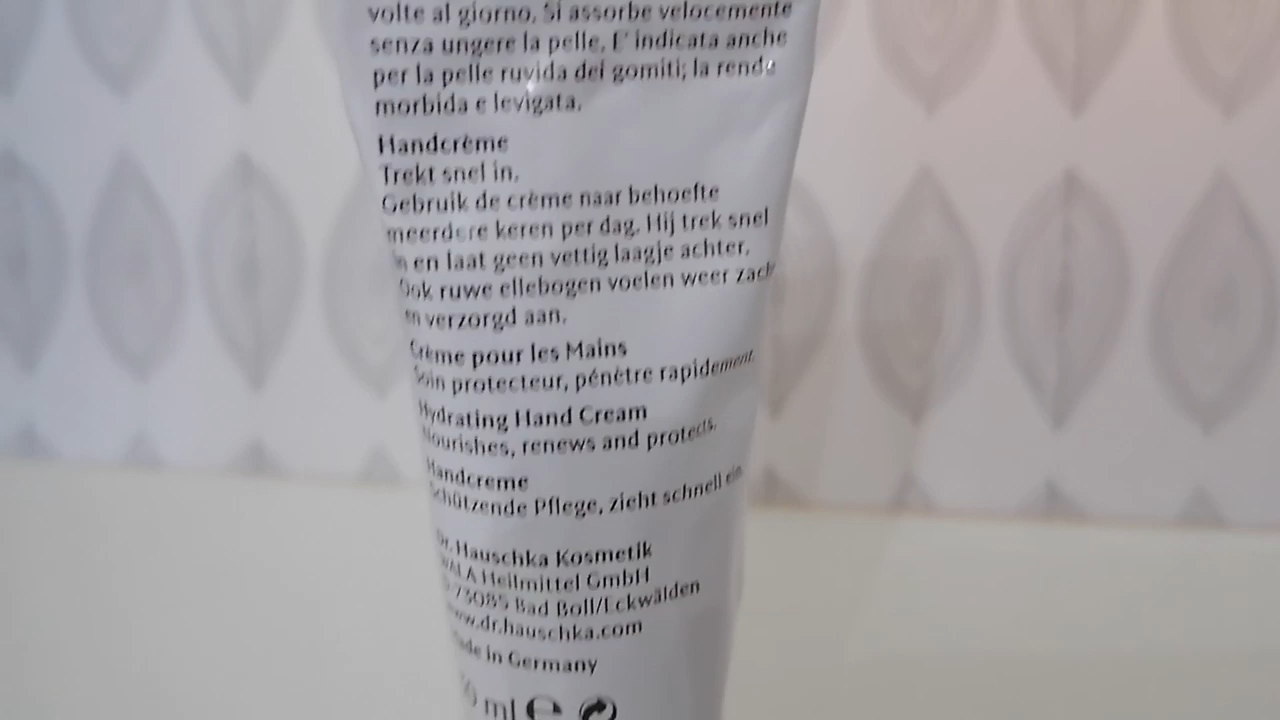 volte al giorno. Si assorbe velocemente
senza ungere la pelle. E' indicata anche
per la pelle ruvida dei gomiti; la rende
morbida e levigata.
Handcrème
Trekt snel in.
Gebruik de crème naar behoefte
meerdere keren per dag. Hij trek snel
en laat geen vettig laagje achter.
Ook ruwe ellebogen voelen weer
en verzorgd aan.
Crème pour les Mains
Soin protecteur, pénètre rapidement.
Hydrating Hand Cream
Nourishes, renews and protects.
Handcreme
Schützende Pflege, zieht schnell ein.
Dr. Hauschka Kosmetik
WALA Heilmittel GmbH
D-73085 Bad Boll/Eckwälden
www.dr.hauschka.com
Made in Germany
ml e